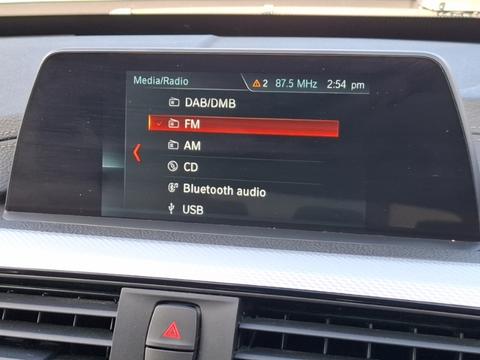 Media/Radio 2 87.5 MHz 2:54 pm
DAB/DMB
FM
AM
CD
Bluetooth audio
USB